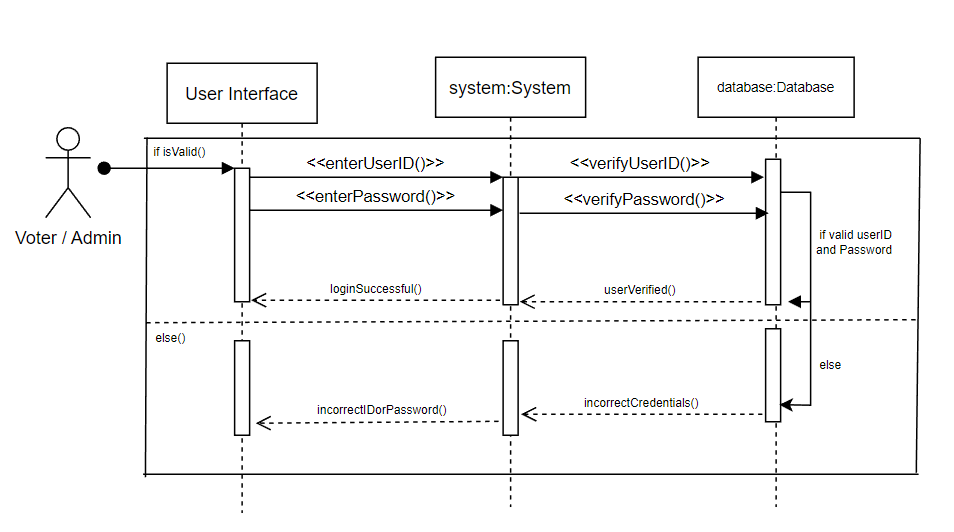 User Interface
system:System
database:Database
if isValid()
<<enterUserID()>>
<<verifyUserID()>>
<<enterPassword()>>
<<verifyPassword()>>
Voter / Admin
if valid userID
and Password
loginSuccessful()
userVerified()
else()
else
incorrectIDorPassword()
incorrectCredentials()